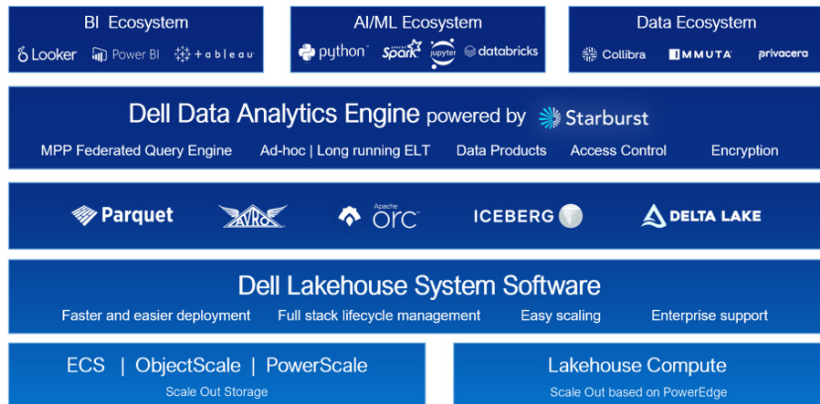 BI Ecosystem
Looker Power BI +ableau
AI/ML Ecosystem
python Spark jupyter databricks
Data Ecosystem
Collibra IMMUTA privacera
Dell Data Analytics Engine powered by Starburst
MPP Federated Query Engine Ad-hoc | Long running ELT Data Products Access Control Encryption
Parquet AVRO Apache orc ICEBERG DELTA LAKE
Dell Lakehouse System Software
Faster and easier deployment Full stack lifecycle management Easy scaling Enterprise support
ECS | ObjectScale | PowerScale
Scale Out Storage
Lakehouse Compute
Scale Out based on PowerEdge